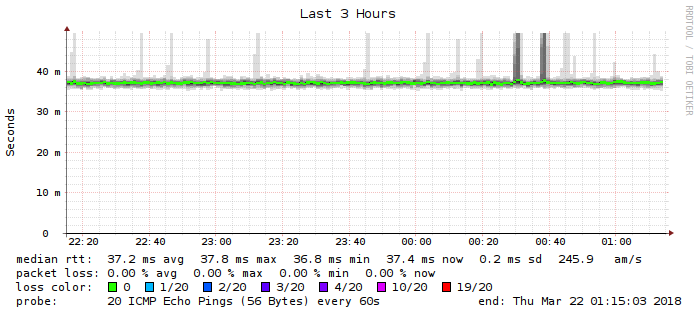 Last 3 Hours
RRDTOOL / TOBI OETIKER
Seconds
40 m
30 m
20 m
10 m
0
22:20 22:40 23:00 23:20 23:40 00:00 00:20 00:40 01:00
median rtt: 37.2 ms avg 37.8 ms max 36.8 ms min 37.4 ms now 0.2 ms sd 245.9 am/s
packet loss: 0.00 % avg 0.00 % max 0.00 % min 0.00 % now
loss color: 0 1/20 2/20 3/20 4/20 10/20 19/20
probe: 20 ICMP Echo Pings (56 Bytes) every 60s end: Thu Mar 22 01:15:03 2018